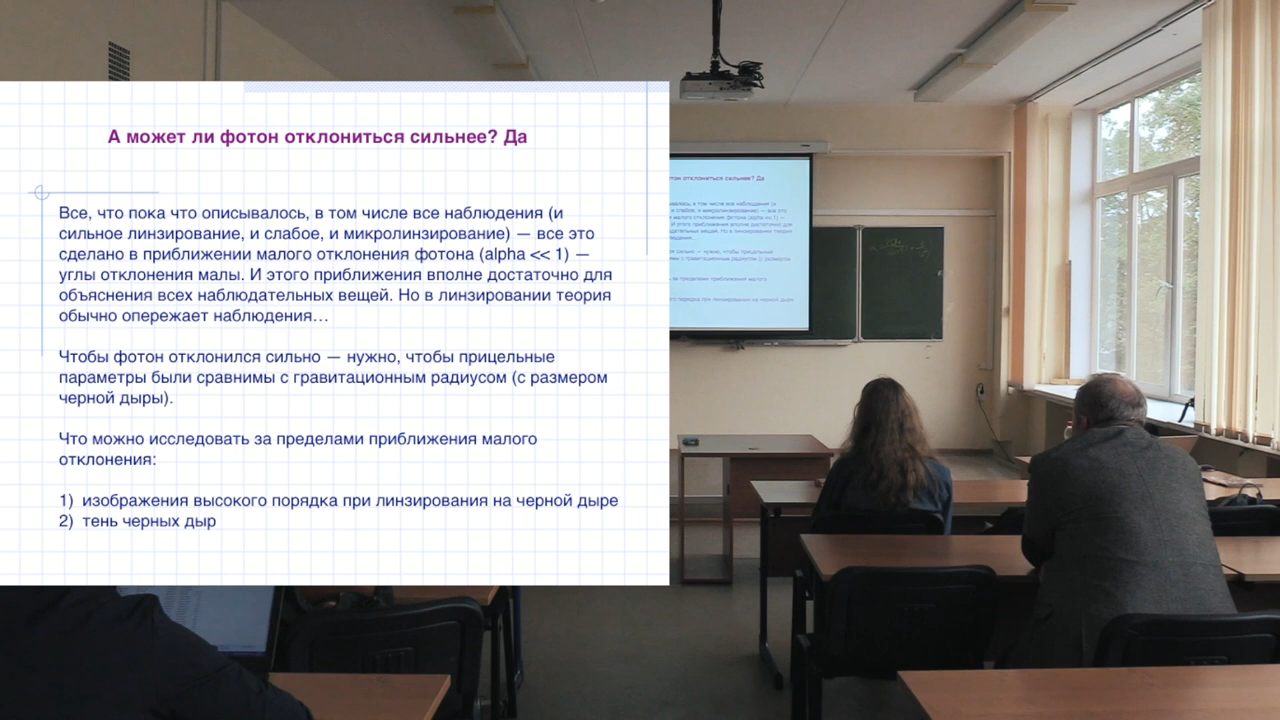 А может ли фотон отклониться сильнее? Да
Все, что пока что описывалось, в том числе все наблюдения (и
сильное линзирование, и слабое, и микролинзирование) — все это
сделано в приближении малого отклонения фотона (alpha << 1) —
углы отклонения малы. И этого приближения вполне достаточно для
объяснения всех наблюдательных вещей. Но в линзировании теория
обычно опережает наблюдения…
Чтобы фотон отклонился сильно — нужно, чтобы прицельные
параметры были сравнимы с гравитационным радиусом (с размером
черной дыры).
Что можно исследовать за пределами приближения малого
отклонения:
1) изображения высокого порядка при линзирования на черной дыре
2) тень черных дыр